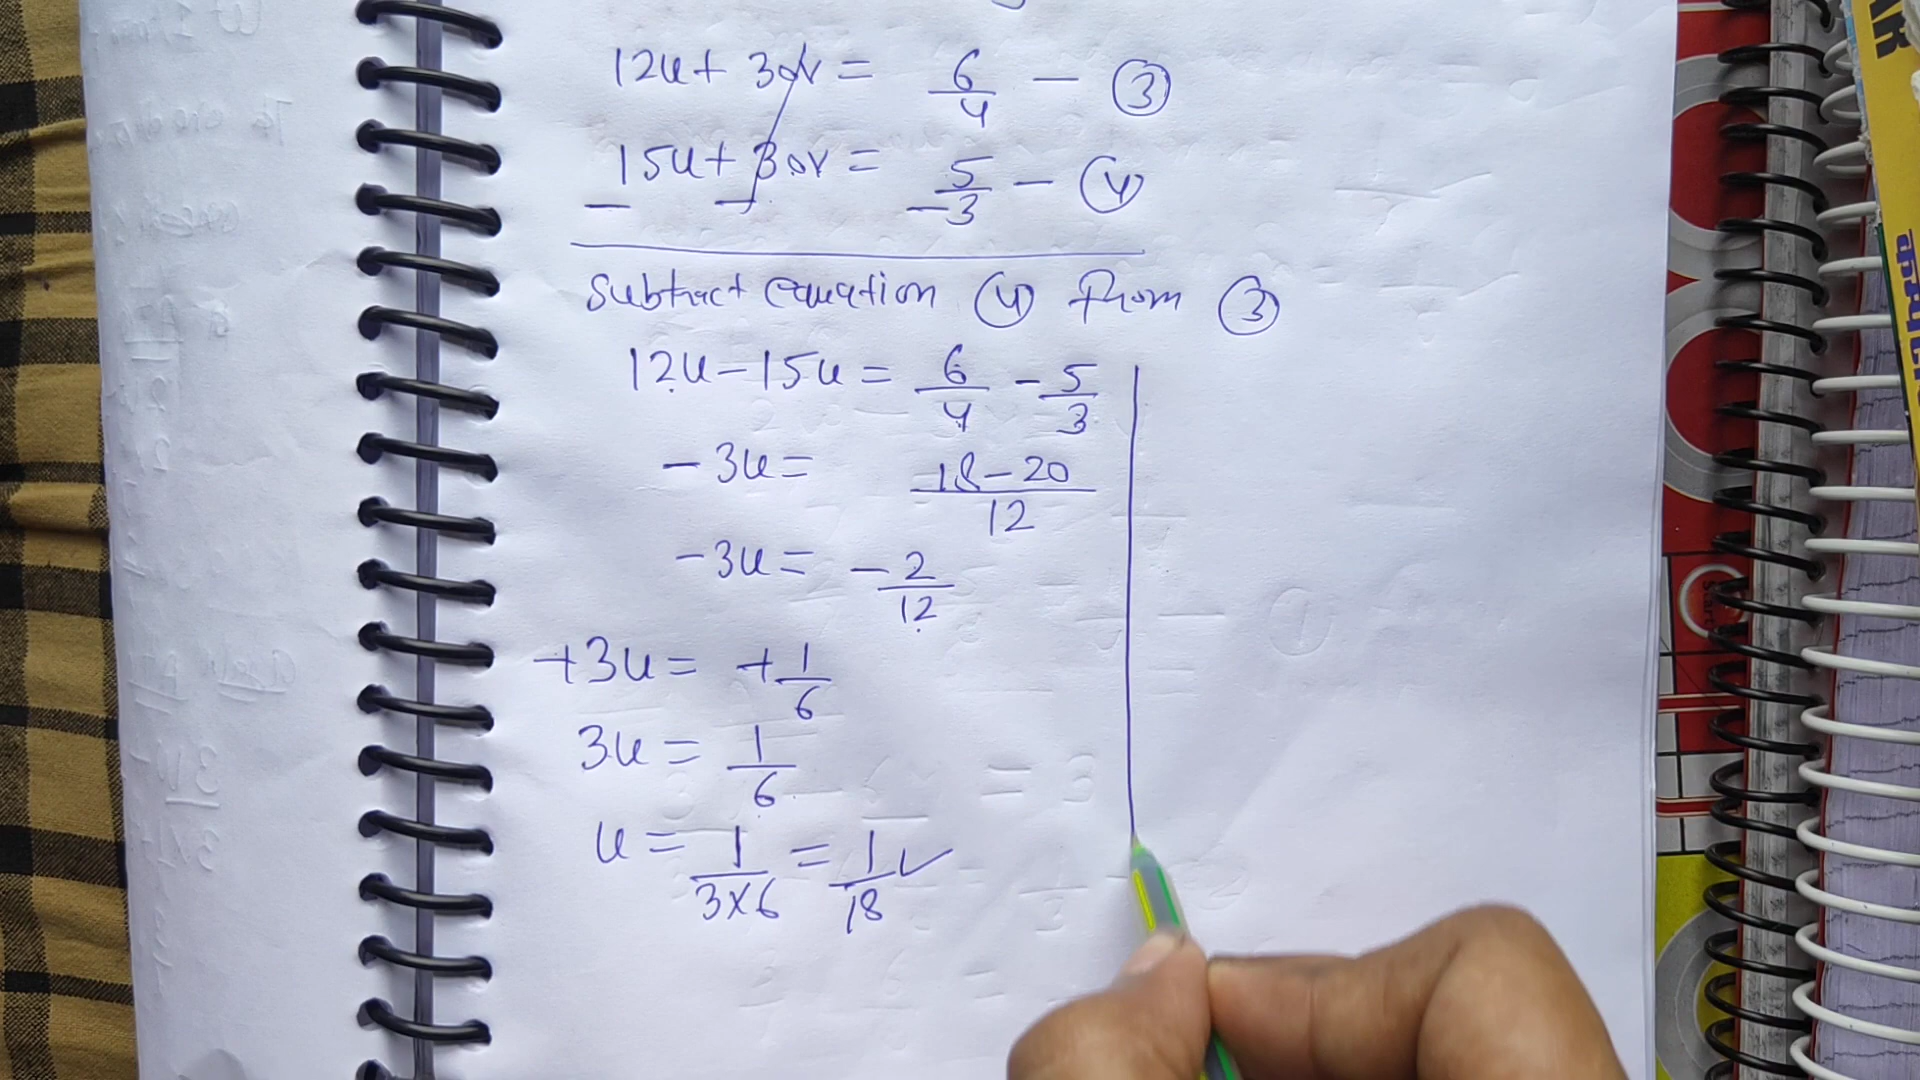 12u + 30v = 6/4 — ③
15u + 30v = 5/3 — ④
— — —
Subtract equation ④ from ③
12u - 15u = 6/4 - 5/3
- 3u = 18-20/12
- 3u = - 2/12
+3u = +1/6
3u = 1/6
u = 1/3×6 = 1/18 ✓